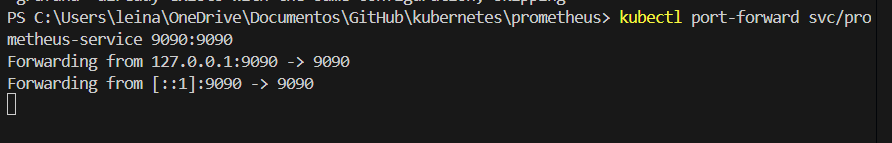 PS C:\Users\leina\OneDrive\Documentos\GitHub\kubernetes\prometheus> kubectl port-forward svc/pro
metheus-service 9090:9090
Forwarding from 127.0.0.1:9090 -> 9090
Forwarding from [::1]:9090 -> 9090